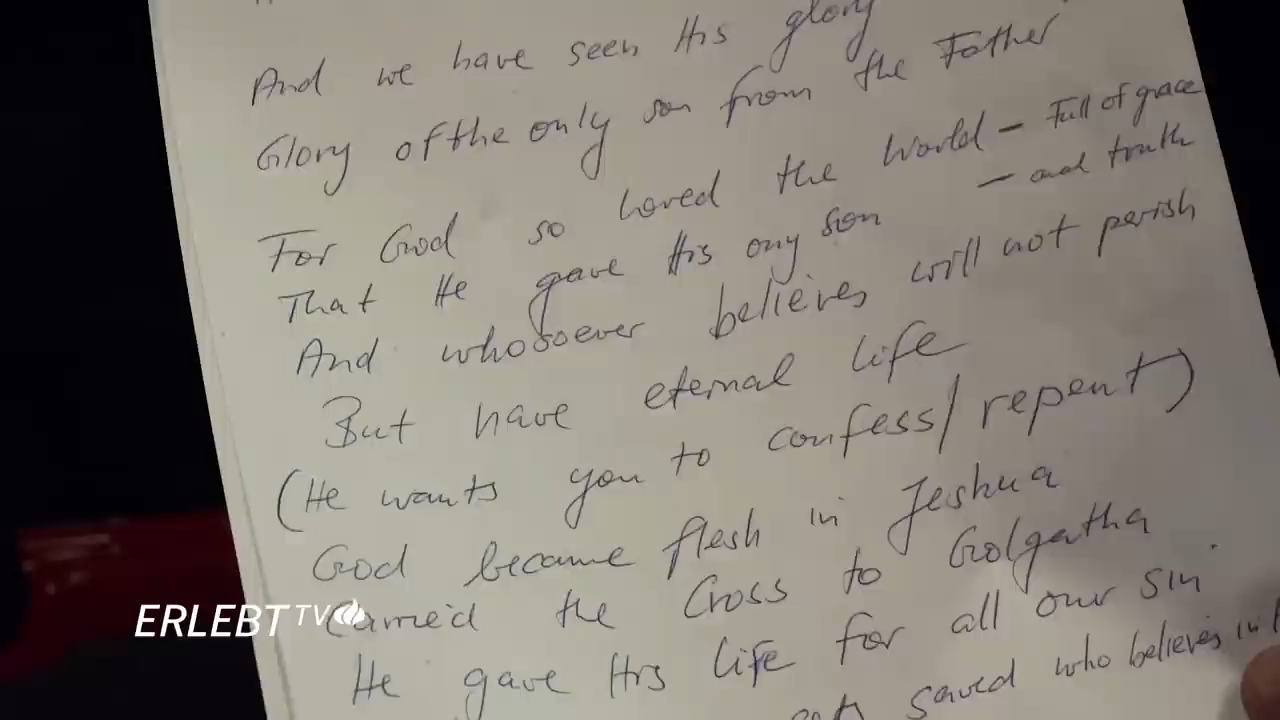 And we have seen His glory
Glory of the only son from the Father
For God so loved the World – Full of grace
– and truth
That He gave His ony son
And whosoever believes will not perish
But have eternal life
(He wants you to confess/repent)
God became flesh in Jeshua
Carried the Cross to Golgatha
He gave His life for all our sin.
saved who believes in
ERLEBT TV